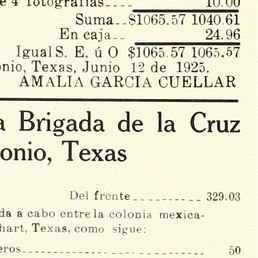 e 4 fotografias.... 10.00
Suma..$1065.57 1040.61
En caja.. 24.96
Igual S. E. ú O $1065.57 1065.57
onio, Texas, Junio 12 de 1925.
AMALIA GARCIA CUELLAR
a Brigada de la Cruz
onio, Texas
Del frente.......... 329.03
da a cabo entre la colonia mexica-
hart, Texas, como sigue:
eros.................... 50